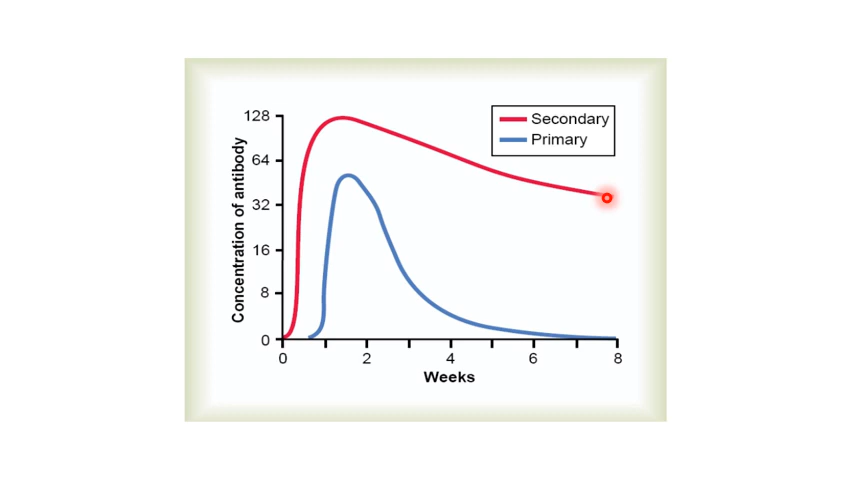 128
64
32
16
8
0
Concentration of antibody
Secondary
Primary
0
2
4
6
8
Weeks